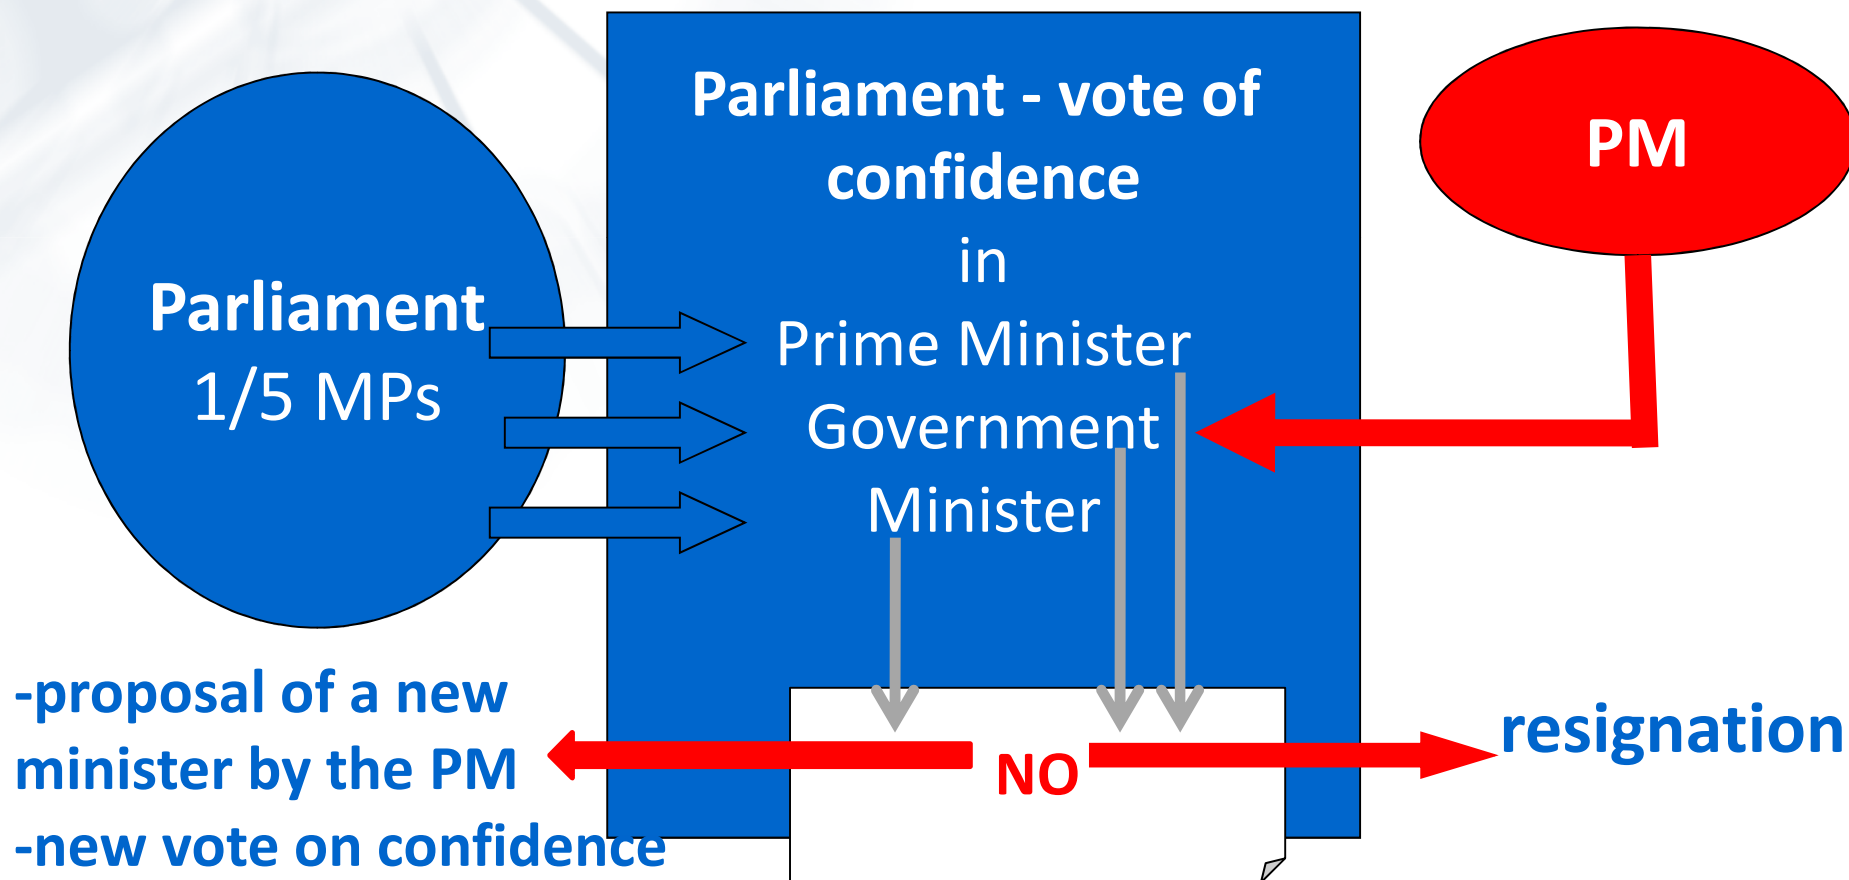 Parliament - vote of
confidence
in
Prime Minister
Government
Minister
PM
Parliament
1/5 MPs
-proposal of a new
minister by the PM
-new vote on confidence
NO
resignation